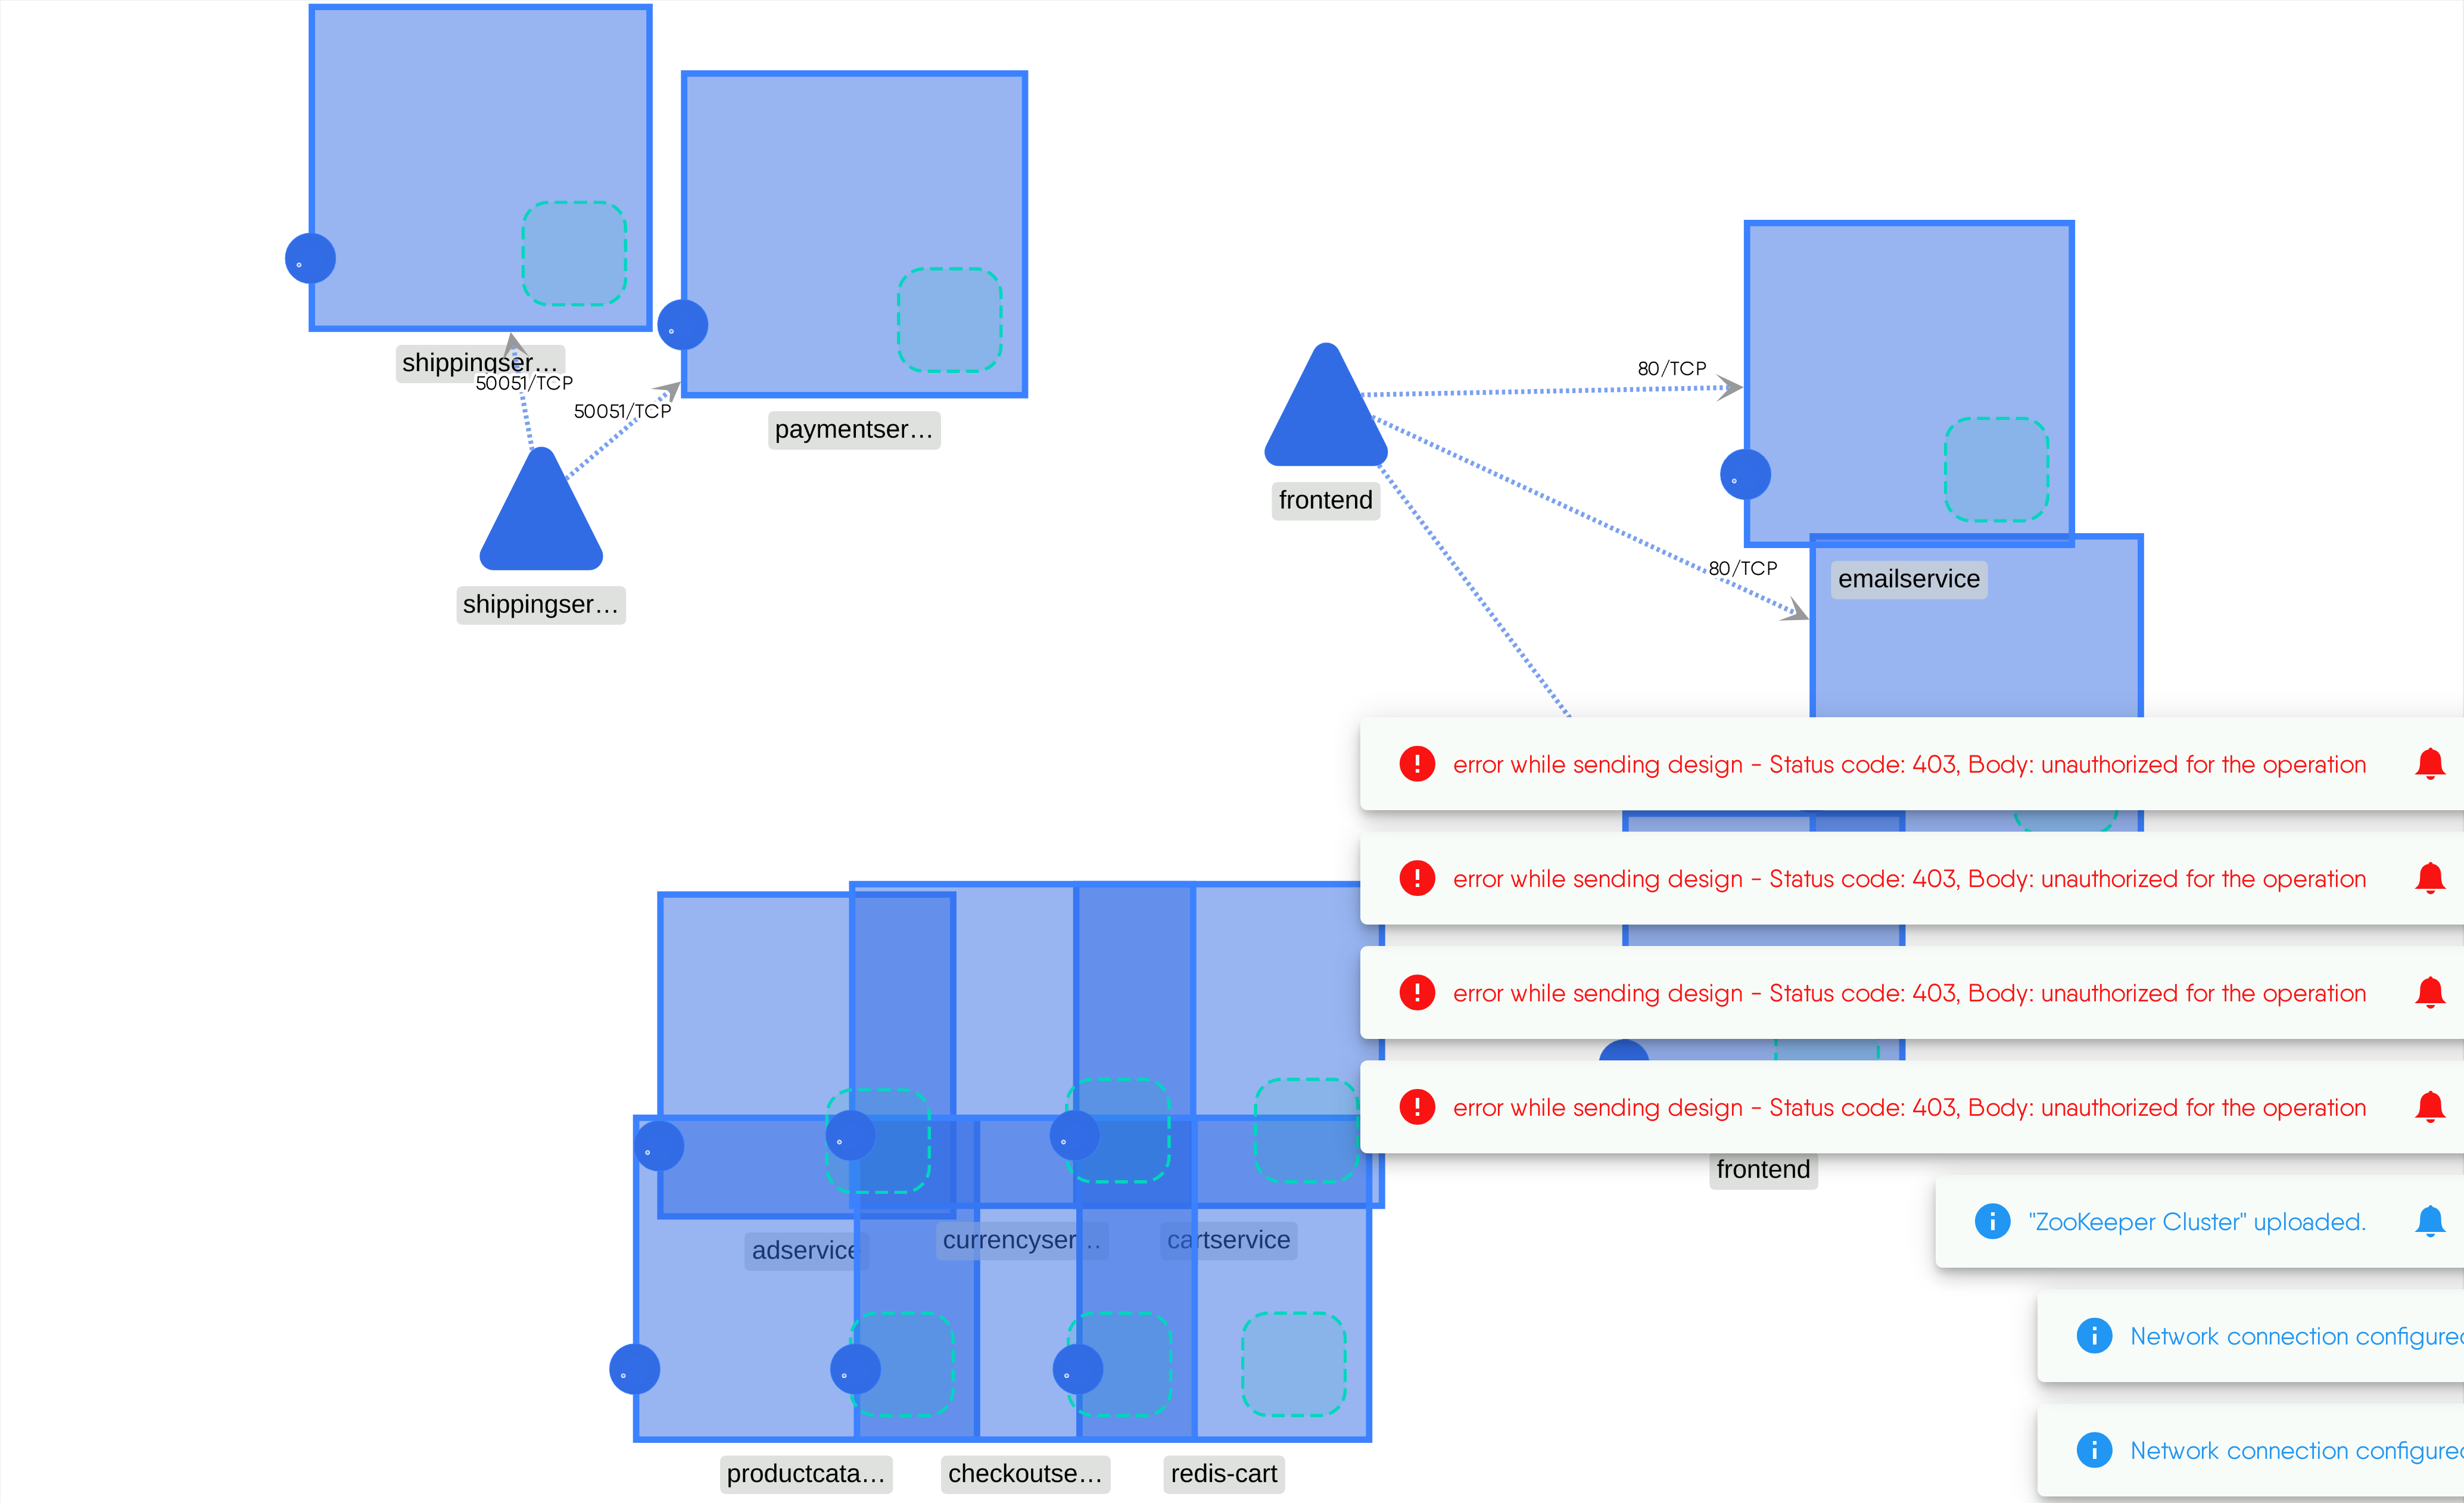 shippingser…
50051/TCP
50051/TCP
paymentser…
shippingser…
frontend
80/TCP
80/TCP
emailservice
error while sending design - Status code: 403, Body: unauthorized for the operation
error while sending design - Status code: 403, Body: unauthorized for the operation
error while sending design - Status code: 403, Body: unauthorized for the operation
error while sending design - Status code: 403, Body: unauthorized for the operation
frontend
"ZooKeeper Cluster" uploaded.
adservice
currencyser…
cartservice
Network connection configured
Network connection configured
productcata…
checkoutse…
redis-cart